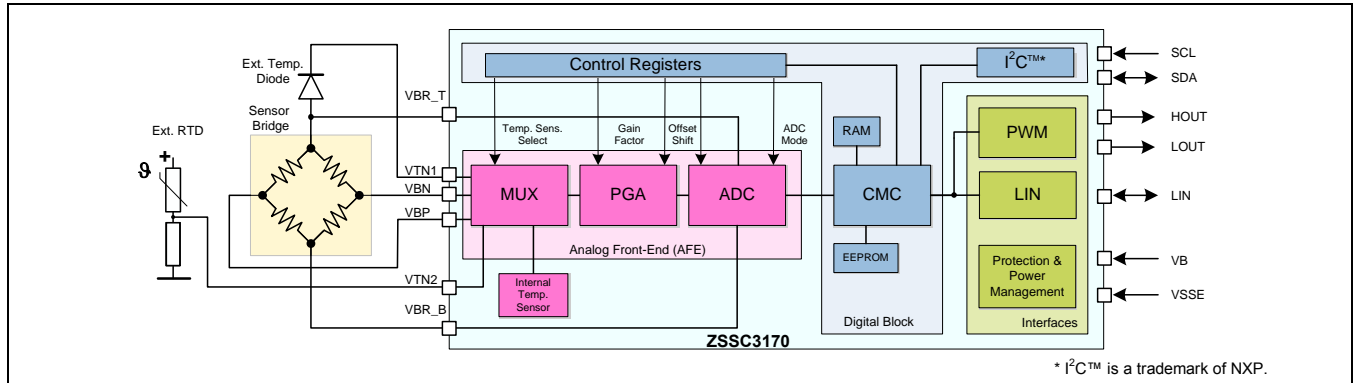 Ext. Temp.
Diode
Sensor
Bridge
Ext. RTD
+
ϑ
VBR_T
VTN1
VBN
VBP
VTN2
VBR_B
Control Registers
I²C™*
Temp. Sens.
Select
Gain
Factor
Offset
Shift
ADC
Mode
MUX
PGA
ADC
Analog Front-End (AFE)
Internal
Temp.
Sensor
RAM
CMC
EEPROM
Digital Block
PWM
LIN
Protection &
Power
Management
Interfaces
ZSSC3170
SCL
SDA
HOUT
LOUT
LIN
VB
VSSE
* I²C™ is a trademark of NXP.